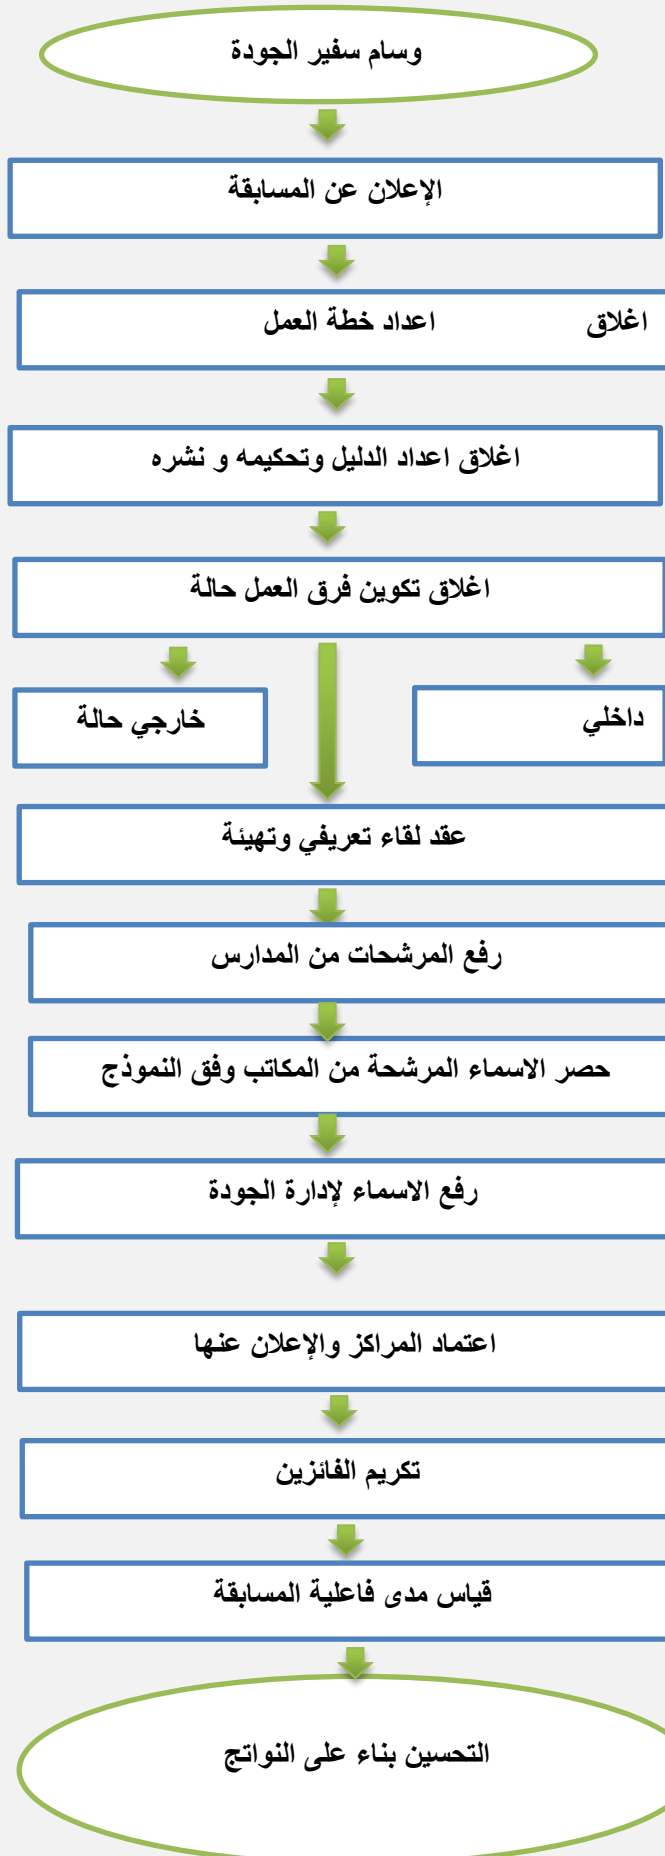 وسام سفير الجودة
الإعلان عن المسابقة
اغلاق اعداد خطة العمل
اغلاق اعداد الدليل وتحكيمه و نشره
اغلاق تكوين فرق العمل حالة
داخلي
خارجي حالة
عقد لقاء تعريفي وتهيئة
رفع المرشحات من المدارس
حصر الاسماء المرشحة من المكاتب وفق النموذج
رفع الاسماء لإدارة الجودة
اعتماد المراكز والإعلان عنها
تكريم الفائزين
قياس مدى فاعلية المسابقة
التحسين بناء على النواتج